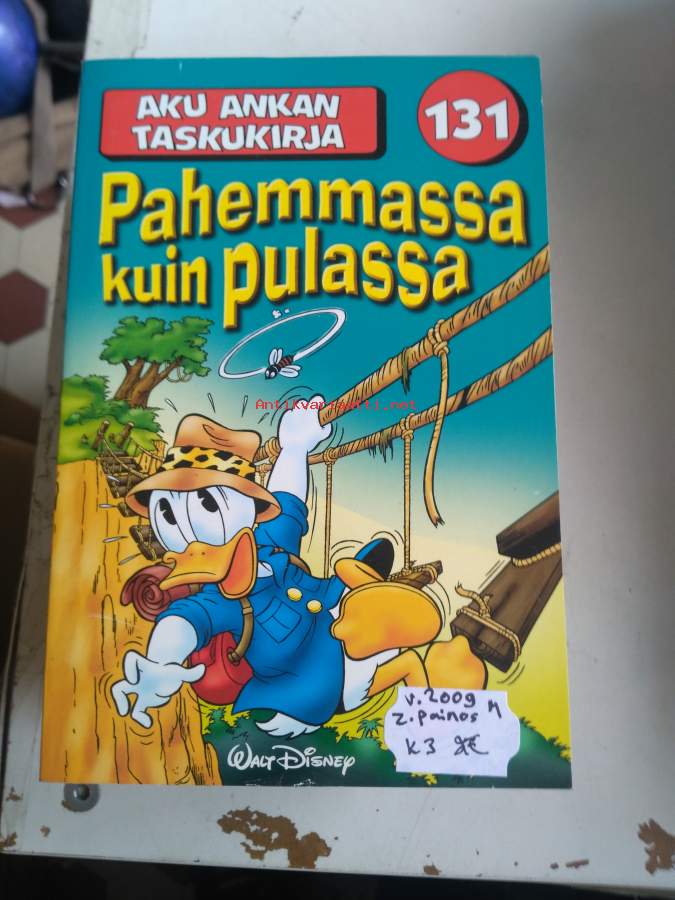 AKU ANKAN
TASKUKIRJA
131
Pahemmassa
kuin pulassa
Antikvariaatti.net
WALT DISNEY
v. 2009 M
2. painos
K3